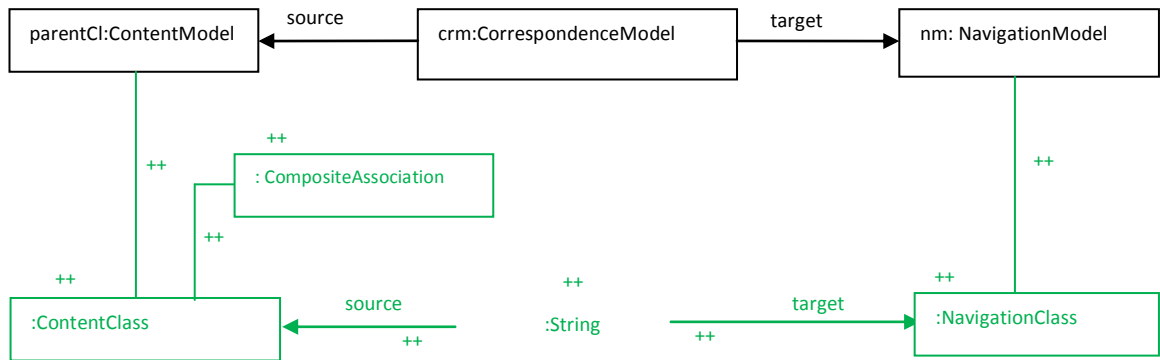 source
target
parentCl:ContentModel
crm:CorrespondenceModel
nm: NavigationModel
++
++
++
: CompositeAssociation
++
++
++
++
source
target
:ContentClass
:String
:NavigationClass
++
++